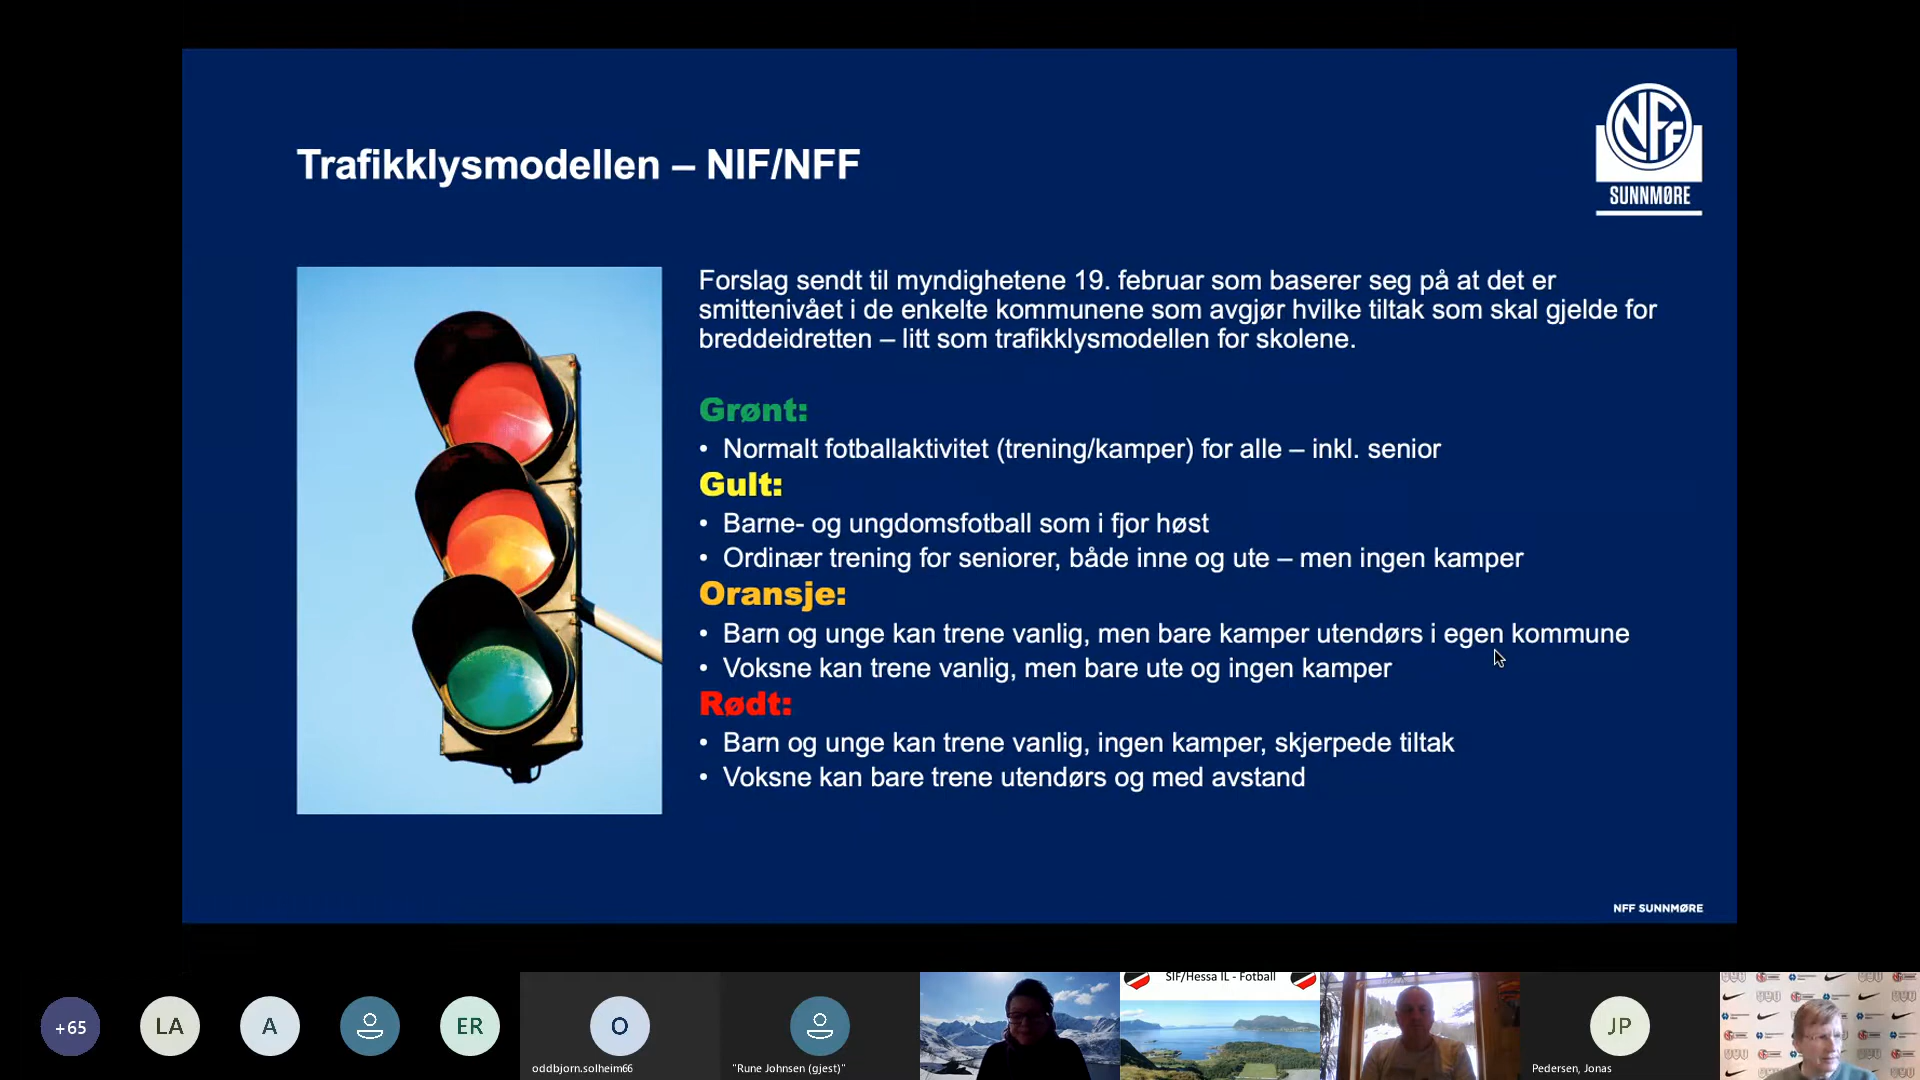 NFF
SUNNMØRE
Trafikklysmodellen – NIF/NFF
Forslag sendt til myndighetene 19. februar som baserer seg på at det er
smittenivået i de enkelte kommunene som avgjør hvilke tiltak som skal gjelde for
breddeidretten – litt som trafikklysmodellen for skolene.
Grønt:
• Normalt fotballaktivitet (trening/kamper) for alle – inkl. senior
Gult:
• Barne- og ungdomsfotball som i fjor høst
• Ordinær trening for seniorer, både inne og ute – men ingen kamper
Oransje:
• Barn og unge kan trene vanlig, men bare kamper utendørs i egen kommune
• Voksne kan trene vanlig, men bare ute og ingen kamper
Rødt:
• Barn og unge kan trene vanlig, ingen kamper, skjerpede tiltak
• Voksne kan bare trene utendørs og med avstand
NFF SUNNMØRE
+65
LA
A
ER
O
oddbjorn.solheim66
"Rune Johnsen (gjest)"
SIF/Hessa IL - Fotball
JP
Pedersen, Jonas